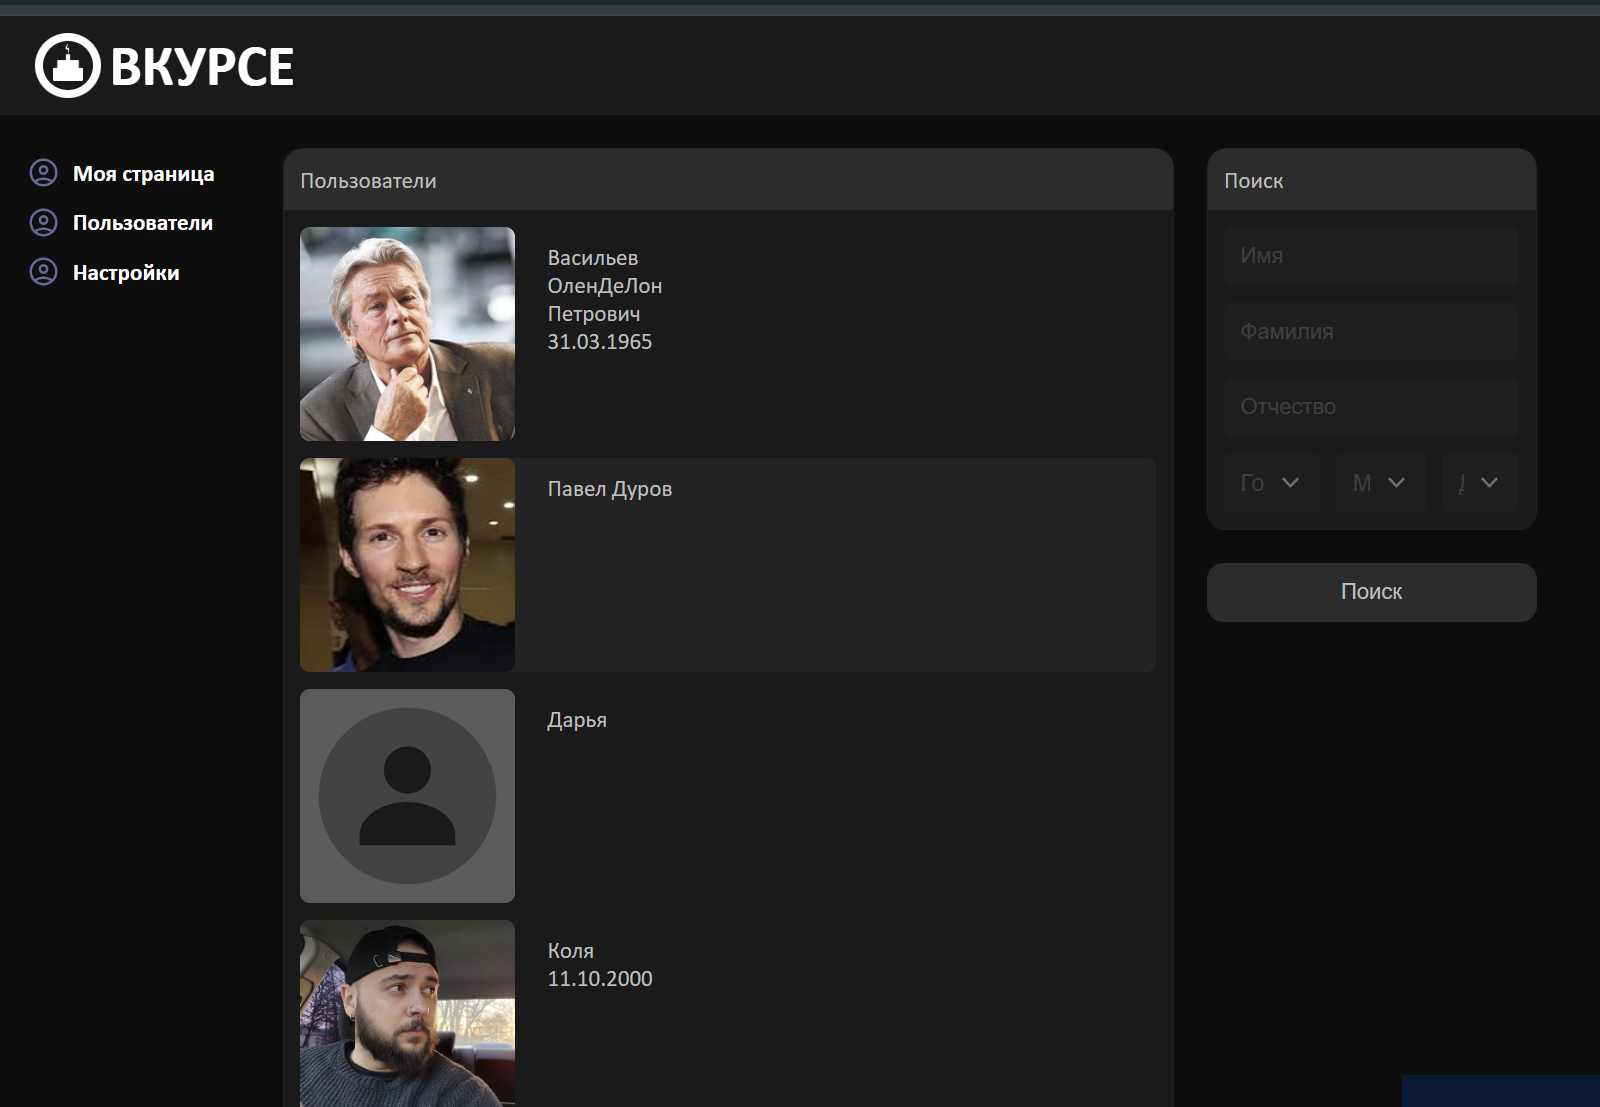 ВКУРСЕ
Моя страница
Пользователи
Настройки
Пользователи
Васильев
ОленДеЛон
Петрович
31.03.1965
Павел Дуров
Дарья
Коля
11.10.2000
Поиск
Имя
Фамилия
Отчество
Го
М
Поиск